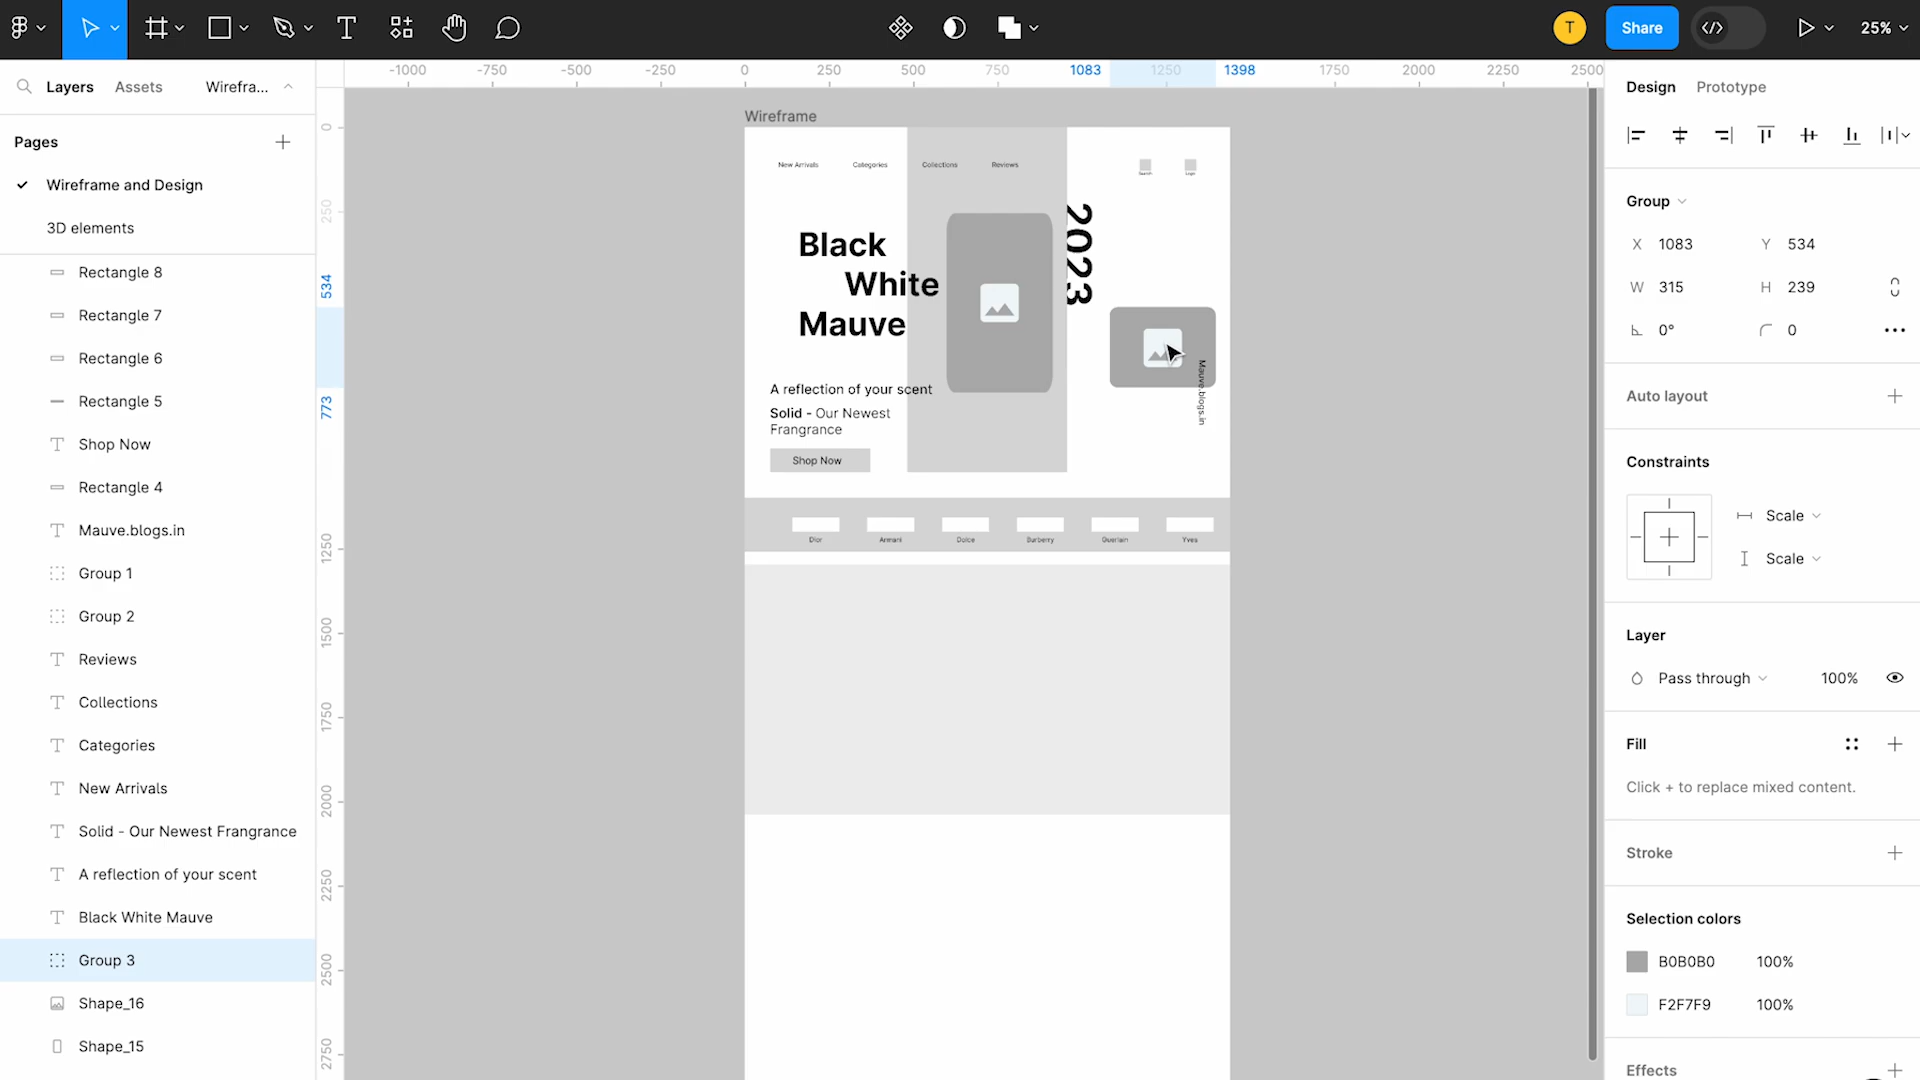 T
Share
25%
Layers
Assets
Wirefra...
-1000
-750
-500
-250
0
250
500
750
1083
1250
1398
1750
2000
2250
2500
Design
Prototype
Pages
Wireframe and Design
3D elements
Rectangle 8
Rectangle 7
Rectangle 6
Rectangle 5
Shop Now
Rectangle 4
Mauve.blogs.in
Group 1
Group 2
Reviews
Collections
Categories
New Arrivals
Solid - Our Newest Frangrance
A reflection of your scent
Black White Mauve
Group 3
Shape_16
Shape_15
0
250
534
773
1250
1500
1750
2000
2250
2500
2750
Wireframe
New Arrivals
Categories
Collections
Reviews
Search
Logo
Black
White
Mauve
2023
Mauve.blogs.in
A reflection of your scent
Solid - Our Newest
Frangrance
Shop Now
Dior
Armani
Dolce
Burberry
Guerlain
Yves
Group
X 1083
Y 534
W 315
H 239
0°
0
Auto layout
Constraints
Scale
Scale
Layer
Pass through
100%
Fill
Click + to replace mixed content.
Stroke
Selection colors
B0B0B0 100%
F2F7F9 100%
Effects